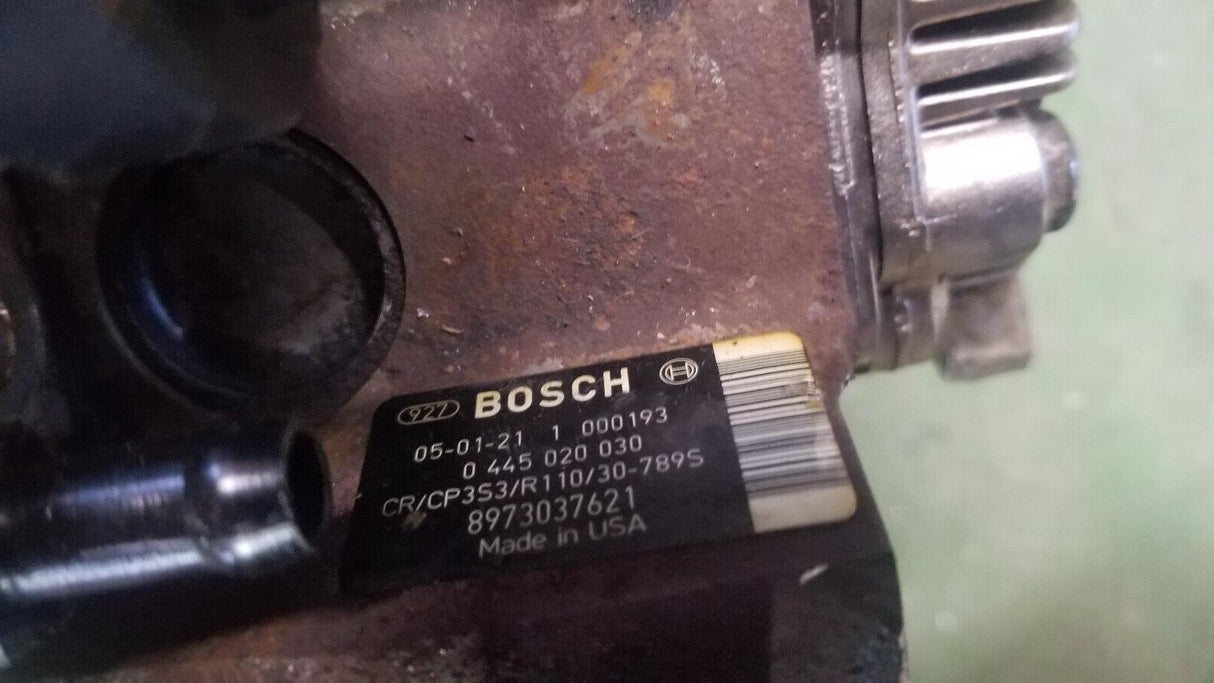 927 BOSCH
05-01-21 1 000193
0 445 020 030
CR/CP3S3/R110/30-789S
8973037621
Made in USA